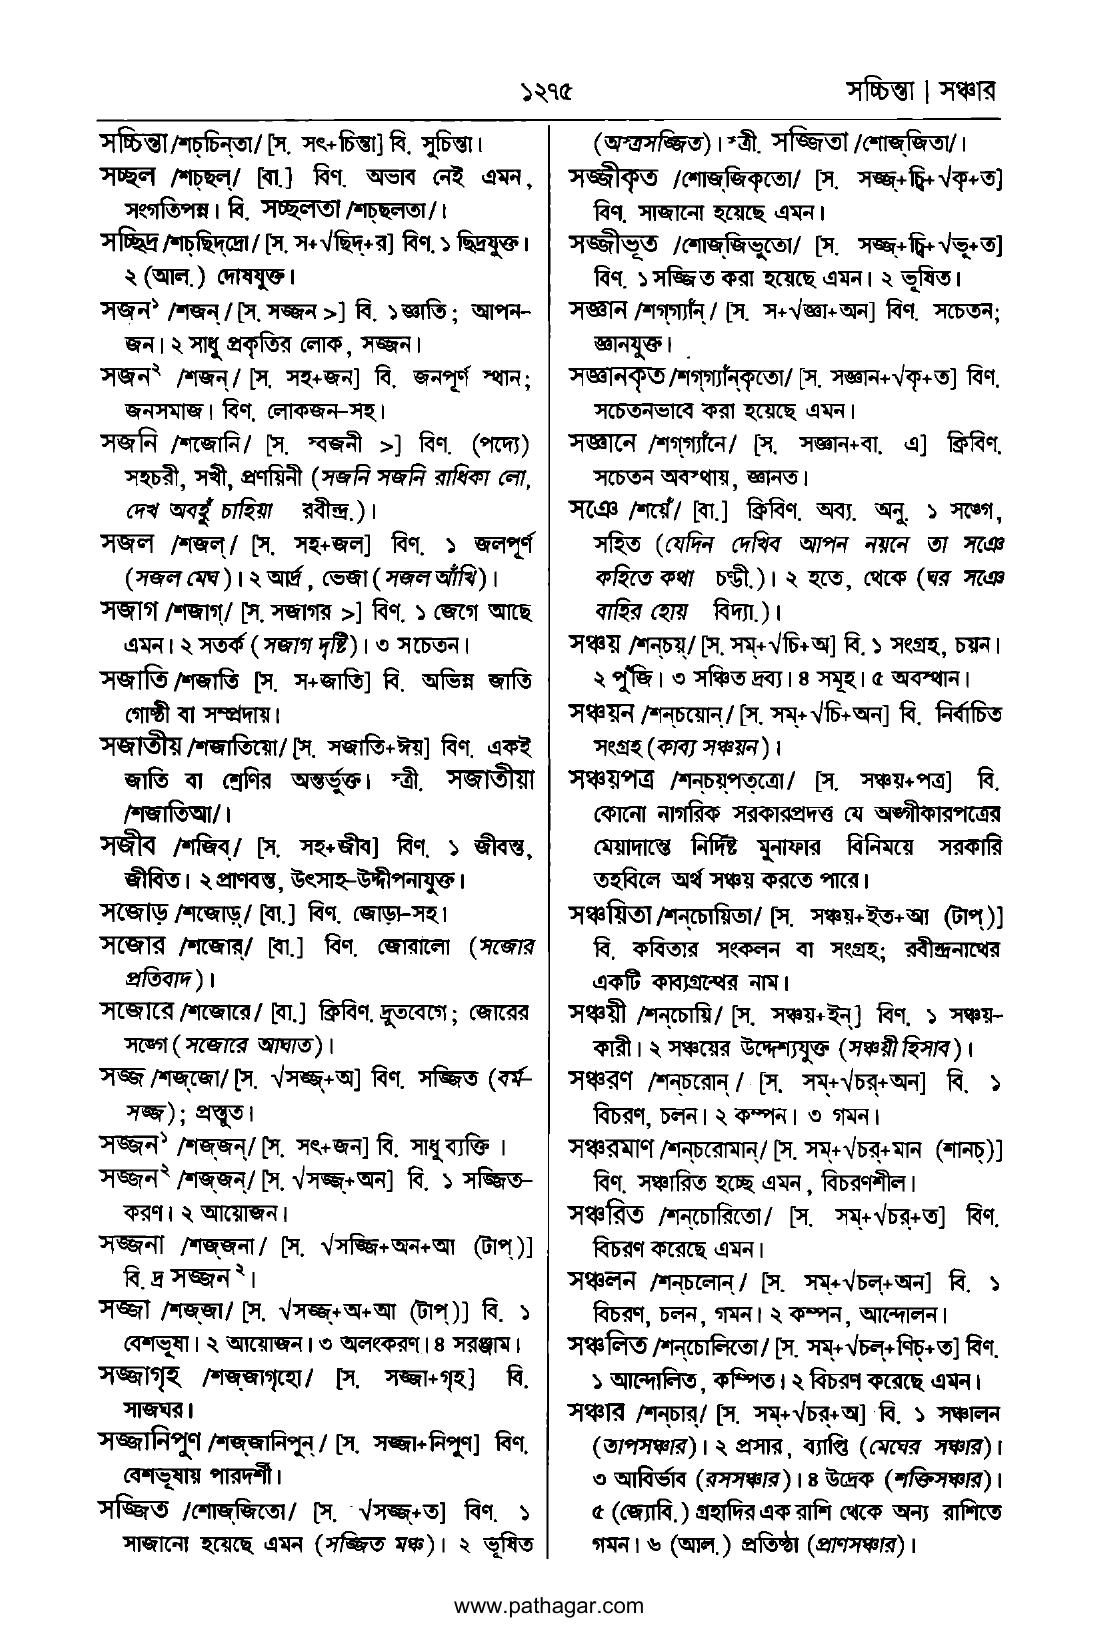 ১২৭৫
সচ্চিন্তা | সঞ্চার
সচ্চিন্তা /শচ্‌চিন্‌তা/ [স. সৎ+চিন্তা] বি. সুচিন্তা।
সচ্ছল /শচ্‌ছল্‌/ [বা.] বিণ. অভাব নেই এমন,
সংগতিপন্ন। বি. সচ্ছলতা /শচ্‌ছলতা/।
সচ্ছিদ্র /শচ্‌ছিদ্‌দ্রো/ [স. স+√ছিদ্‌+র] বিণ. ১ ছিদ্রযুক্ত।
২ (আল.) দোষযুক্ত।
সজন১ /শজন্‌/ [স. সজ্জন >] বি. ১ জ্ঞাতি; আপন-
জন। ২ সাধু প্রকৃতির লোক, সজ্জন।
সজন২ /শজন্‌/ [স. সহ+জন] বি. জনপূর্ণ স্থান;
জনসমাজ। বিণ. লোকজন-সহ।
সজনি /শজোনি/ [স. স্বজনী >] বিণ. (পদ্যে)
সহচরী, সখী, প্রণয়িনী (সজনি সজনি রাধিকা লো,
দেখ অবহুঁ চাহিয়া রবীন্দ্র.)।
সজল /শজল্‌/ [স. সহ+জল] বিণ. ১ জলপূর্ণ
(সজল মেঘ)। ২ আর্দ্র, ভেজা (সজল আঁখি)।
সজাগ /শজাগ্‌/ [স. সজাগর >] বিণ. ১ জেগে আছে
এমন। ২ সতর্ক (সজাগ দৃষ্টি)। ৩ সচেতন।
সজাতি /শজাতি [স. স+জাতি] বি. অভিন্ন জাতি
গোষ্ঠী বা সম্প্রদায়।
সজাতীয় /শজাতিয়ো/ [স. সজাতি+ঈয়] বিণ. একই
জাতি বা শ্রেণির অন্তর্ভুক্ত। স্ত্রী. সজাতীয়া
/শজাতিআ/।
সজীব /শজিব্‌/ [স. সহ+জীব] বিণ. ১ জীবন্ত,
জীবিত। ২ প্রাণবন্ত, উৎসাহ-উদ্দীপনাযুক্ত।
সজোড় /শজোড়্‌/ [বা.] বিণ. জোড়া-সহ।
সজোর /শজোর্‌/ [বা.] বিণ. জোরালো (সজোর
প্রতিবাদ)।
সজোরে /শজোরে/ [বা.] ক্রিবিণ. দ্রুতবেগে; জোরের
সঙ্গে (সজোরে আঘাত)।
সজ্জ /শজ্‌জো/ [স. √সজ্জ্‌+অ] বিণ. সজ্জিত (বর্ম-
সজ্জ); প্রস্তুত।
সজ্জন১ /শজ্‌জন্‌/ [স. সৎ+জন] বি. সাধু ব্যক্তি ।
সজ্জন২ /শজ্‌জন্‌/ [স. √সজ্জ্‌+অন] বি. ১ সজ্জিত-
করণ। ২ আয়োজন।
সজ্জনা /শজ্‌জনা/ [স. √সজ্জি+অন+আ (টাপ্‌)]
বি. দ্র সজ্জন২।
সজ্জা /শজ্‌জা/ [স. √সজ্জ্‌+অ+আ (টাপ্‌)] বি. ১
বেশভূষা। ২ আয়োজন। ৩ অলংকরণ। ৪ সরঞ্জাম।
সজ্জাগৃহ /শজ্‌জাগৃহো/ [স. সজ্জা+গৃহ] বি.
সাজঘর।
সজ্জানিপুণ /শজ্‌জানিপুন্‌/ [স. সজ্জা+নিপুণ] বিণ.
বেশভূষায় পারদর্শী।
সজ্জিত /শোজ্‌জিতো/ [স. √সজ্জ্‌+ত] বিণ. ১
সাজানো হয়েছে এমন (সজ্জিত মঞ্চ)। ২ ভূষিত
(অস্ত্রসজ্জিত)। স্ত্রী. সজ্জিতা /শোজ্‌জিতা/।
সজ্জীকৃত /শোজ্‌জিকৃতো/ [স. সজ্জ+চ্বি+√কৃ+ত]
বিণ. সাজানো হয়েছে এমন।
সজ্জীভূত /শোজ্‌জিভুতো/ [স. সজ্জ+চ্বি+√ভূ+ত]
বিণ. ১ সজ্জিত করা হয়েছে এমন। ২ ভূষিত।
সজ্ঞান /শগ্‌গ্যাঁন্‌/ [স. স+√জ্ঞা+অন] বিণ. সচেতন;
জ্ঞানযুক্ত।
সজ্ঞানকৃত /শগ্‌গ্যাঁন্‌কৃতো/ [স. সজ্ঞান+√কৃ+ত] বিণ.
সচেতনভাবে করা হয়েছে এমন।
সজ্ঞানে /শগ্‌গ্যাঁনে/ [স. সজ্ঞান+বা. এ] ক্রিবিণ.
সচেতন অবস্থায়, জ্ঞানত।
সঞে /শয়েঁ/ [বা.] ক্রিবিণ. অব্য. অনু. ১ সঙ্গে,
সহিত (যেদিন দেখিব আপন নয়নে তা সঞে
কহিতে কথা চণ্ডী.)। ২ হতে, থেকে (ঘর সঞে
বাহির হোয় বিদ্যা.)।
সঞ্চয় /শন্‌চয়্‌/ [স. সম্‌+√চি+অ] বি. ১ সংগ্রহ, চয়ন।
২ পুঁজি। ৩ সঞ্চিত দ্রব্য। ৪ সমূহ। ৫ অবস্থান।
সঞ্চয়ন /শন্‌চয়োন্‌/ [স. সম্‌+√চি+অন] বি. নির্বাচিত
সংগ্রহ (কাব্য সঞ্চয়ন)।
সঞ্চয়পত্র /শন্‌চয়্‌পত্‌ত্রো/ [স. সঞ্চয়+পত্র] বি.
কোনো নাগরিক সরকারপ্রদত্ত যে অঙ্গীকারপত্রের
মেয়াদান্তে নির্দিষ্ট মুনাফার বিনিময়ে সরকারি
তহবিলে অর্থ সঞ্চয় করতে পারে।
সঞ্চয়িতা /শন্‌চোয়িতা/ [স. সঞ্চয়+ইত+আ (টাপ্‌)]
বি. কবিতার সংকলন বা সংগ্রহ; রবীন্দ্রনাথের
একটি কাব্যগ্রন্থের নাম।
সঞ্চয়ী /শন্‌চোয়ি/ [স. সঞ্চয়+ইন্‌] বিণ. ১ সঞ্চয়-
কারী। ২ সঞ্চয়ের উদ্দেশ্যযুক্ত (সঞ্চয়ী হিসাব)।
সঞ্চরণ /শন্‌চরোন্‌/ [স. সম্‌+√চর্‌+অন] বি. ১
বিচরণ, চলন। ২ কম্পন। ৩ গমন।
সঞ্চরমাণ /শন্‌চরোমান্‌/ [স. সম্‌+√চর্‌+মান (শানচ্‌)]
বিণ. সঞ্চারিত হচ্ছে এমন, বিচরণশীল।
সঞ্চরিত /শন্‌চোরিতো/ [স. সম্‌+√চর্‌+ত] বিণ.
বিচরণ করেছে এমন।
সঞ্চলন /শন্‌চলোন্‌/ [স. সম্‌+√চল্‌+অন] বি. ১
বিচরণ, চলন, গমন। ২ কম্পন, আন্দোলন।
সঞ্চলিত /শন্‌চোলিতো/ [স. সম্‌+√চল্‌+ণিচ্‌+ত] বিণ.
১ আন্দোলিত, কম্পিত। ২ বিচরণ করেছে এমন।
সঞ্চার /শন্‌চার্‌/ [স. সম্‌+√চর্‌+অ] বি. ১ সঞ্চালন
(তাপসঞ্চার)। ২ প্রসার, ব্যাপ্তি (মেঘের সঞ্চার)।
৩ আবির্ভাব (রসসঞ্চার)। ৪ উদ্রেক (শক্তিসঞ্চার)।
৫ (জ্যোবি.) গ্রহাদির এক রাশি থেকে অন্য রাশিতে
গমন। ৬ (আল.) প্রতিষ্ঠা (প্রাণসঞ্চার)।
www.pathagar.com